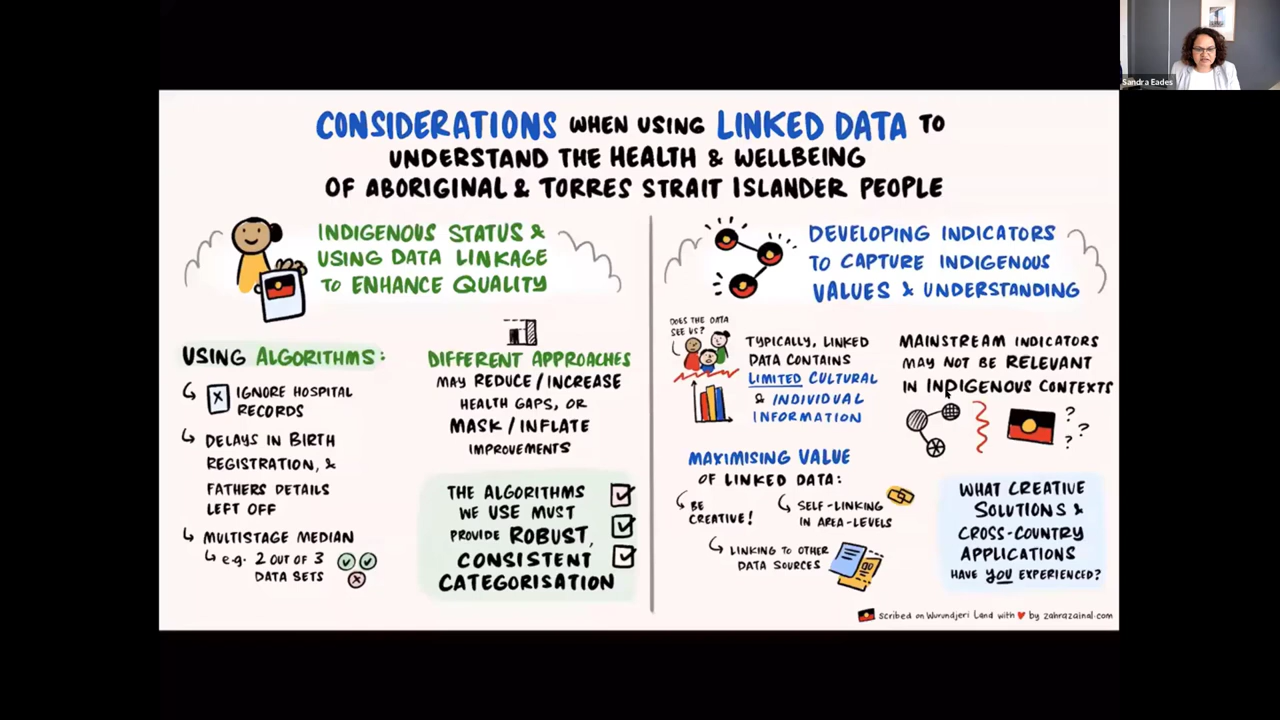 Sandra Eades
CONSIDERATIONS WHEN USING LINKED DATA TO
UNDERSTAND THE HEALTH & WELLBEING
OF ABORIGINAL & TORRES STRAIT ISLANDER PEOPLE
INDIGENOUS STATUS &
USING DATA LINKAGE
TO ENHANCE QUALITY
USING ALGORITHMS:
IGNORE HOSPITAL
RECORDS
DELAYS IN BIRTH
REGISTRATION, &
FATHERS DETAILS
LEFT OFF
MULTISTAGE MEDIAN
e.g. 2 OUT OF 3
DATA SETS
DIFFERENT APPROACHES
MAY REDUCE / INCREASE
HEALTH GAPS, OR
MASK / INFLATE
IMPROVEMENTS
THE ALGORITHMS
WE USE MUST
PROVIDE ROBUST,
CONSISTENT
CATEGORISATION
DEVELOPING INDICATORS
TO CAPTURE INDIGENOUS
VALUES & UNDERSTANDING
DOES THE DATA
SEE US?
TYPICALLY, LINKED
DATA CONTAINS
LIMITED CULTURAL
& INDIVIDUAL
INFORMATION
MAINSTREAM INDICATORS
MAY NOT BE RELEVANT
IN INDIGENOUS CONTEXTS
? ? ?
MAXIMISING VALUE
OF LINKED DATA:
BE
CREATIVE!
SELF-LINKING
IN AREA-LEVELS
LINKING TO OTHER
DATA SOURCES
WHAT CREATIVE
SOLUTIONS &
CROSS-COUNTRY
APPLICATIONS
HAVE YOU EXPERIENCED?
scribed on Wurundjeri Land with ♥ by zahrazainal.com